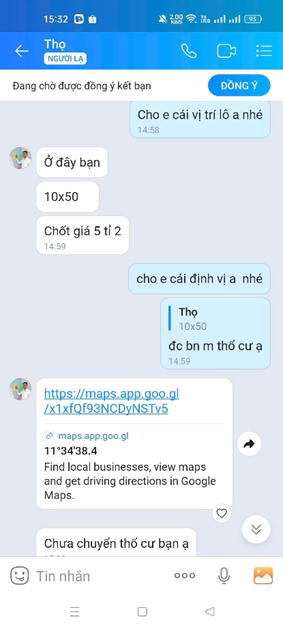 15:32
2.00
KB/S
93
Thọ
NGƯỜI LẠ
Đang chờ được đồng ý kết bạn
ĐỒNG Ý
Cho e cái vị trí lô a nhé
14:58
Ở đây bạn
10x50
Chốt giá 5 tỉ 2
14:59
cho e cái định vị a nhé
Thọ
10x50
đc bn m thổ cư ạ
14:59
https://maps.app.goo.gl
/x1xfQf93NCDyNSTv5
maps.app.goo.gl
11°34'38.4
Find local businesses, view maps
and get driving directions in Google
Maps.
Chưa chuyển thổ cư bạn ạ
Tin nhắn